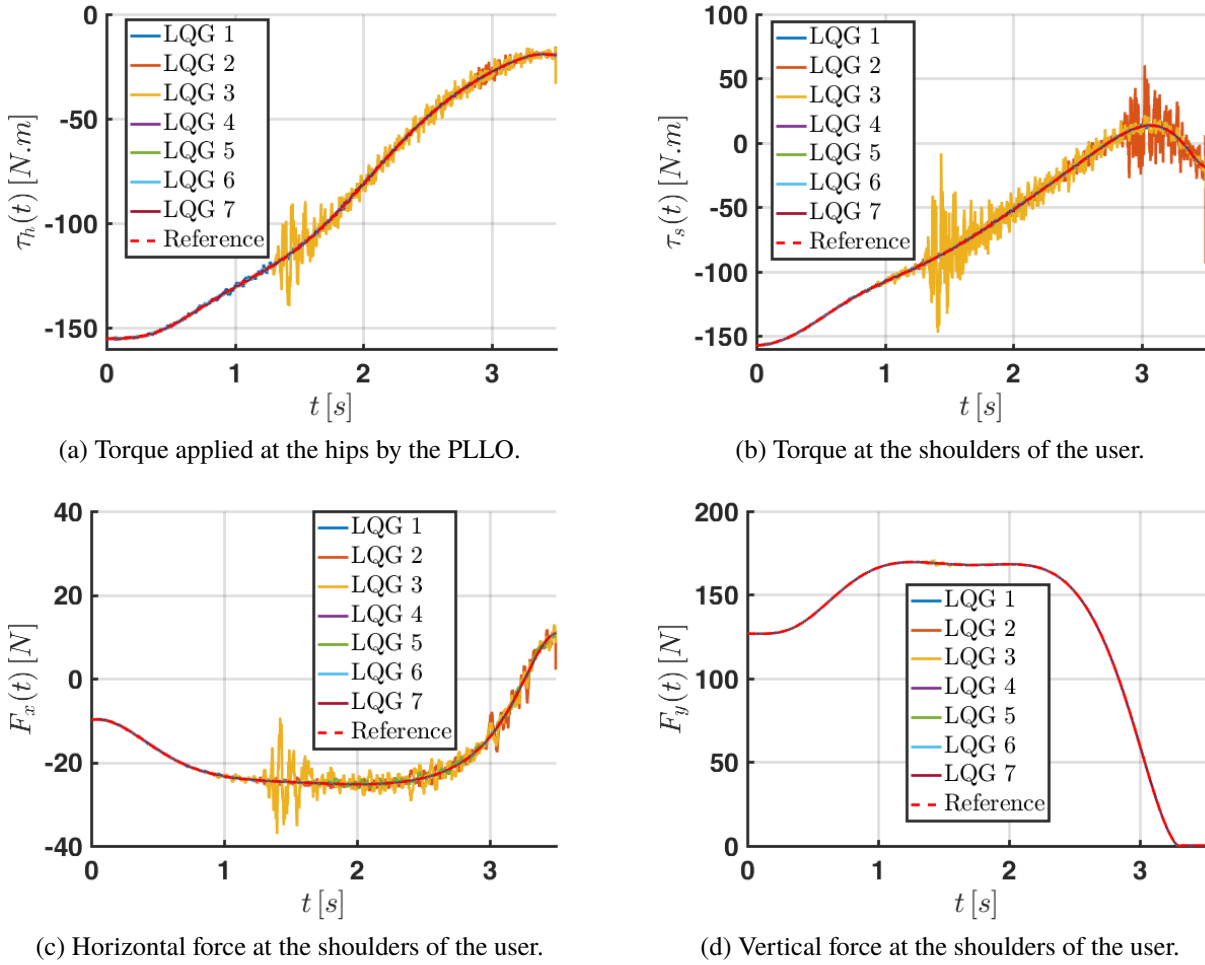 0
-50
-100
-150
τ_h(t) [N.m]
LQG 1
LQG 2
LQG 3
LQG 4
LQG 5
LQG 6
LQG 7
Reference
0 1 2 3
t [s]
(a) Torque applied at the hips by the PLLO.
100
50
0
-50
-100
-150
τ_s(t) [N.m]
LQG 1
LQG 2
LQG 3
LQG 4
LQG 5
LQG 6
LQG 7
Reference
0 1 2 3
t [s]
(b) Torque at the shoulders of the user.
40
20
0
-20
-40
F_x(t) [N]
LQG 1
LQG 2
LQG 3
LQG 4
LQG 5
LQG 6
LQG 7
Reference
0 1 2 3
t [s]
(c) Horizontal force at the shoulders of the user.
200
150
100
50
0
F_y(t) [N]
LQG 1
LQG 2
LQG 3
LQG 4
LQG 5
LQG 6
LQG 7
Reference
0 1 2 3
t [s]
(d) Vertical force at the shoulders of the user.